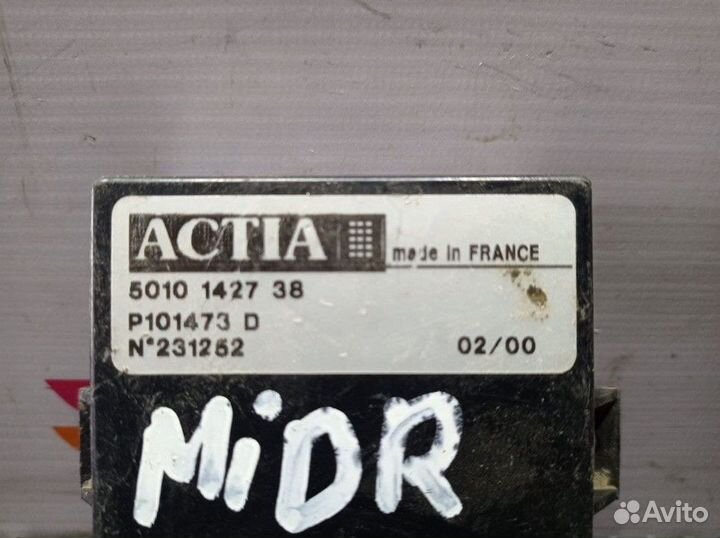 ACTIA
made in FRANCE
5010 1427 38
P101473 D
N°231252 02/00
MiDR
Avito